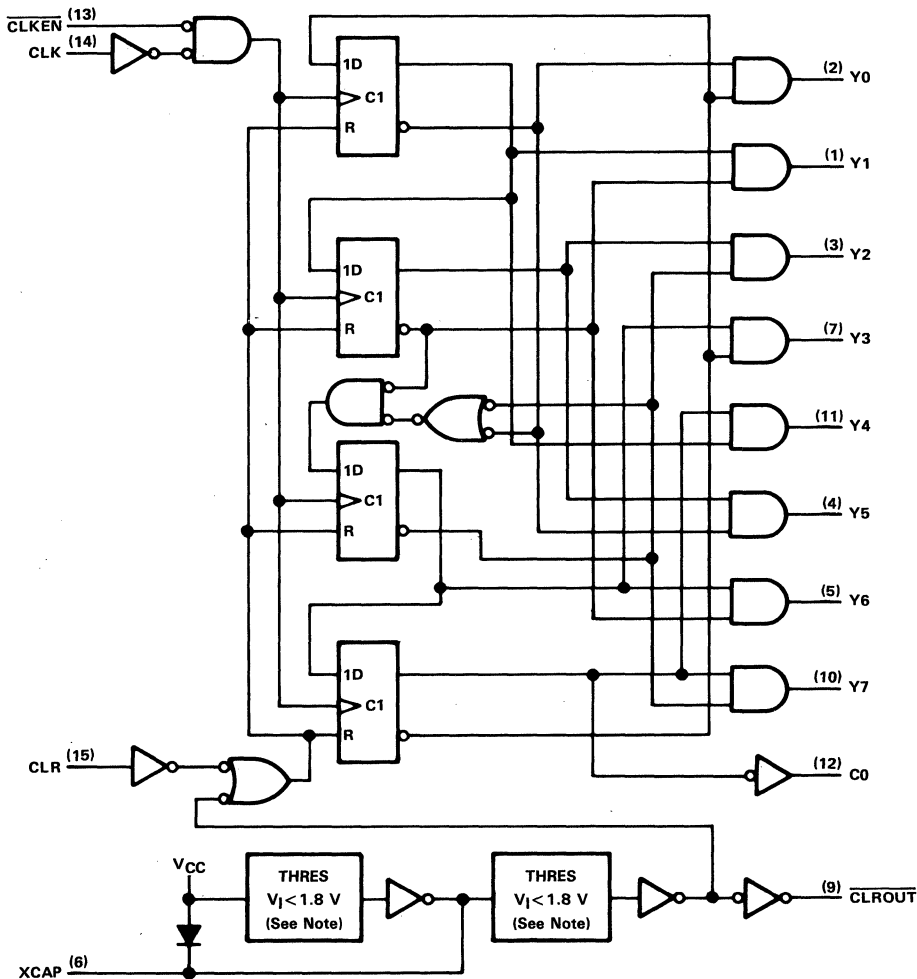 CLKEN (13)
CLK (14)
1D
C1
R
(2) Y0
(1) Y1
1D
C1
R
(3) Y2
(7) Y3
(11) Y4
1D
C1
R
(4) Y5
(5) Y6
1D
C1
R
(10) Y7
CLR (15)
(12) C0
VCC
THRES
VI < 1.8 V
(See Note)
THRES
VI < 1.8 V
(See Note)
(9) CLROUT
XCAP (6)